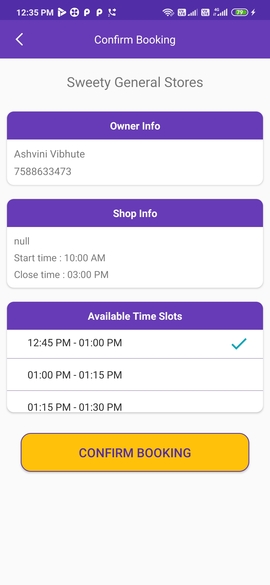 12:35 PM
4G
79
Confirm Booking
Sweety General Stores
Owner Info
Ashvini Vibhute
7588633473
Shop Info
null
Start time : 10:00 AM
Close time : 03:00 PM
Available Time Slots
12:45 PM - 01:00 PM
01:00 PM - 01:15 PM
01:15 PM - 01:30 PM
CONFIRM BOOKING